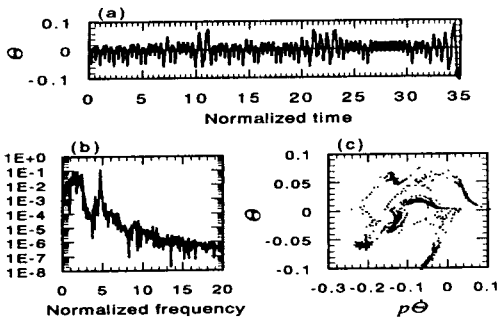 (a)
0.1
Θ
0
-0.1
0 5 10 15 20 25 30 35
Normalized time
(b)
1E+0
1E-1
1E-2
1E-3
1E-4
1E-5
1E-6
1E-7
1E-8
0 5 10 15 20
Normalized frequency
(c)
0.1
0.05
Θ
0
-0.05
-0.1
-0.3 -0.2 -0.1 0 0.1
pΘ̇